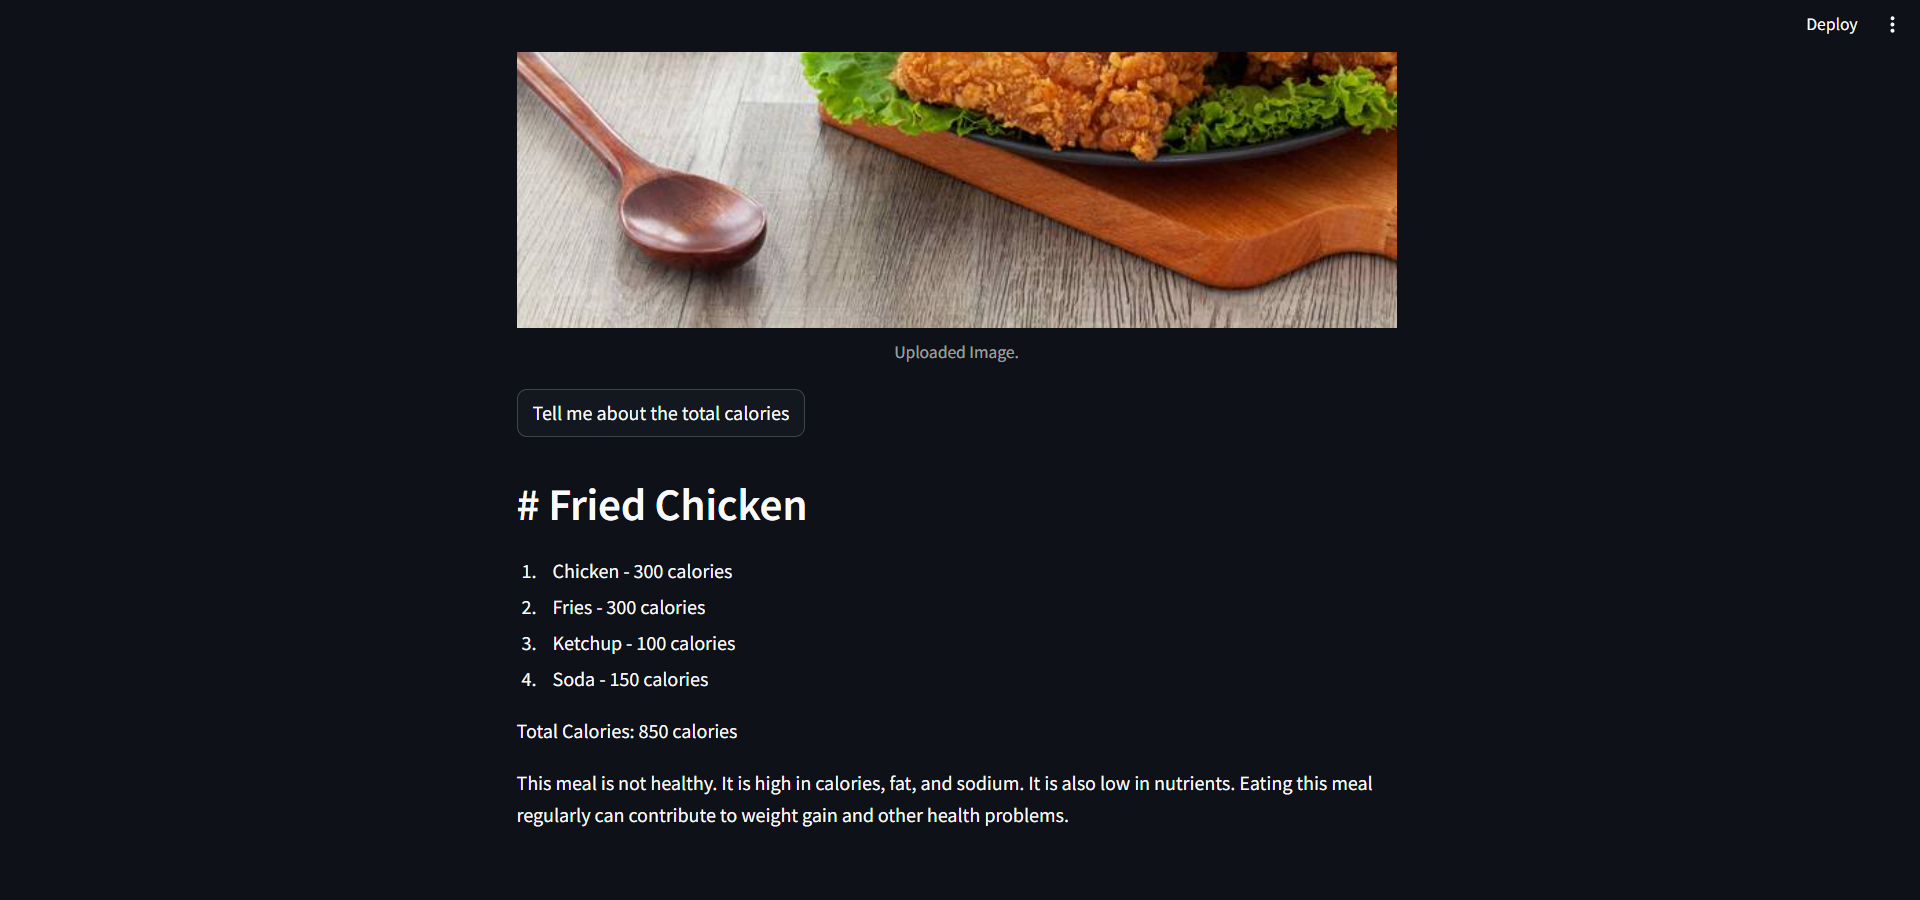 Deploy
Uploaded Image.
Tell me about the total calories
# Fried Chicken
1. Chicken - 300 calories
2. Fries - 300 calories
3. Ketchup - 100 calories
4. Soda - 150 calories
Total Calories: 850 calories
This meal is not healthy. It is high in calories, fat, and sodium. It is also low in nutrients. Eating this meal
regularly can contribute to weight gain and other health problems.